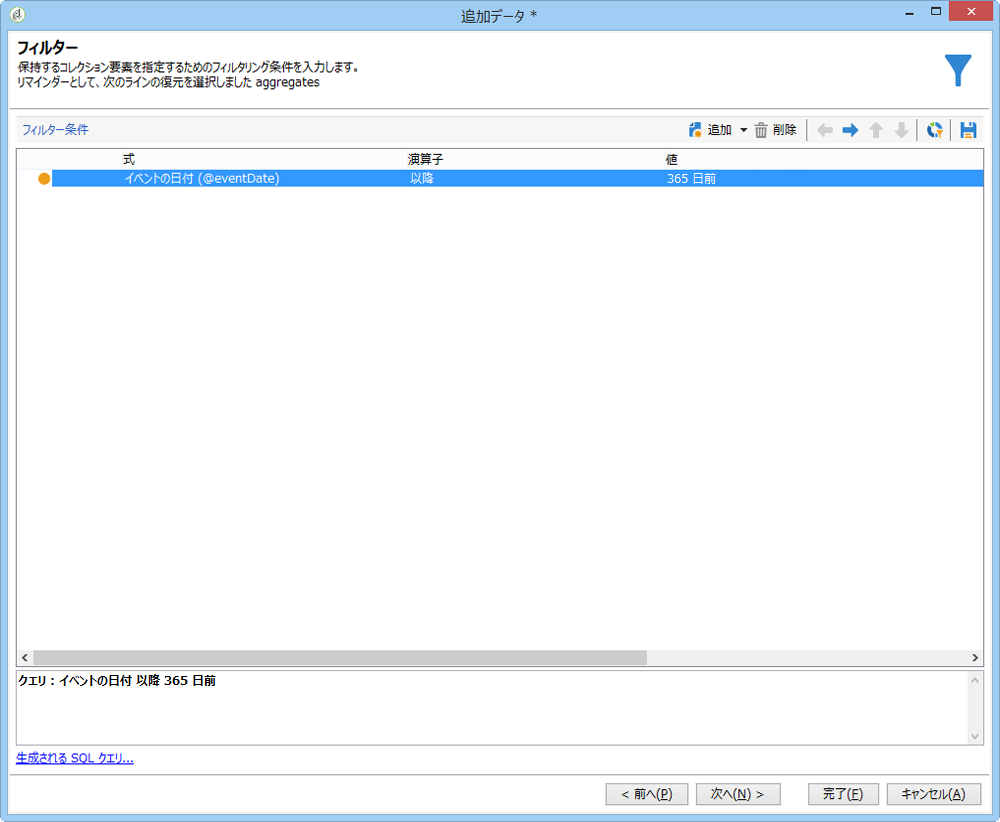 追加データ *
フィルター
保持するコレクション要素を指定するためのフィルタリング条件を入力します。
リマインダーとして、次のラインの復元を選択しました aggregates
フィルター条件 追加 削除
式 演算子 値
イベントの日付 (@eventDate) 以降 365 日前
クエリ : イベントの日付 以降 365 日前
生成される SQL クエリ...
< 前へ(P) 次へ(N) > 完了(F) キャンセル(A)